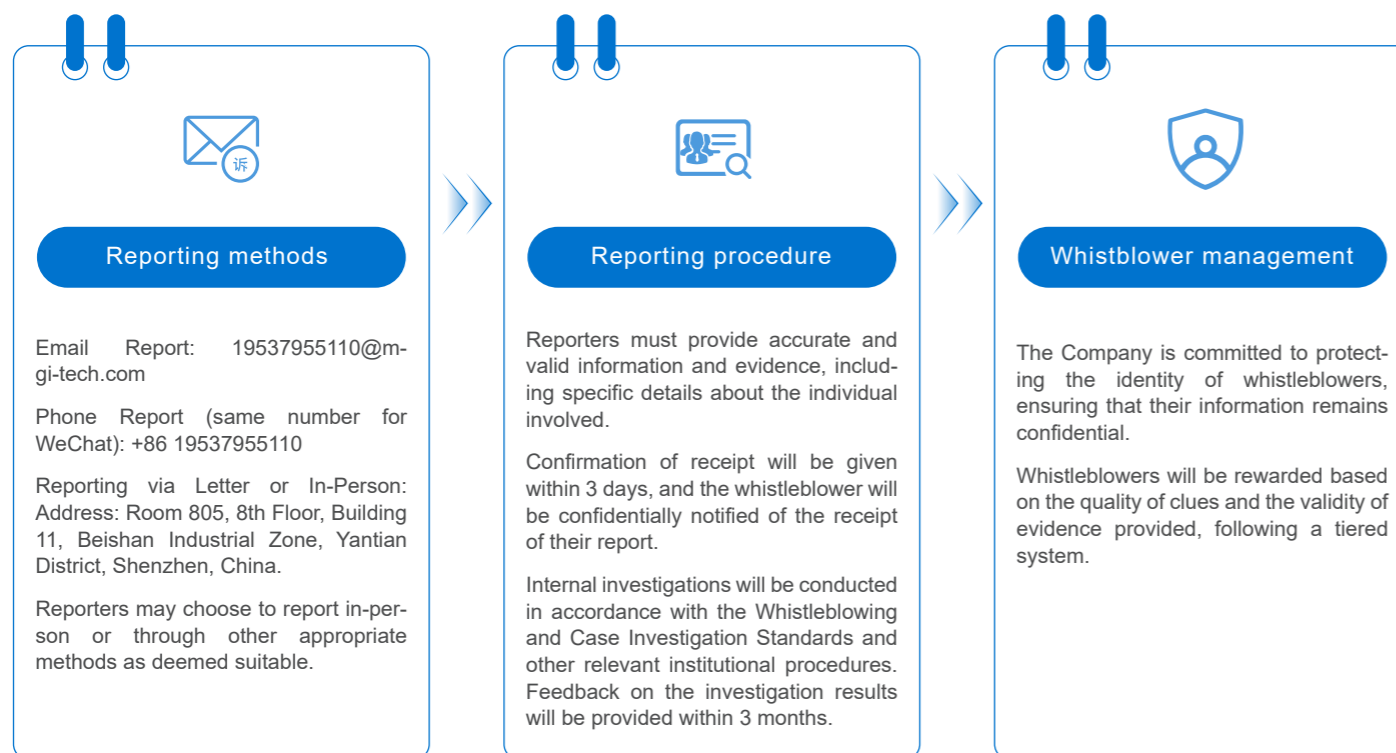 诉
Reporting methods
Email Report: 19537955110@m-
gi-tech.com
Phone Report (same number for
WeChat): +86 19537955110
Reporting via Letter or In-Person:
Address: Room 805, 8th Floor, Building
11, Beishan Industrial Zone, Yantian
District, Shenzhen, China.
Reporters may choose to report in-per-
son or through other appropriate
methods as deemed suitable.
Reporting procedure
Reporters must provide accurate and
valid information and evidence, includ-
ing specific details about the individual
involved.
Confirmation of receipt will be given
within 3 days, and the whistleblower will
be confidentially notified of the receipt
of their report.
Internal investigations will be conducted
in accordance with the Whistleblowing
and Case Investigation Standards and
other relevant institutional procedures.
Feedback on the investigation results
will be provided within 3 months.
Whistblower management
The Company is committed to protect-
ing the identity of whistleblowers,
ensuring that their information remains
confidential.
Whistleblowers will be rewarded based
on the quality of clues and the validity of
evidence provided, following a tiered
system.